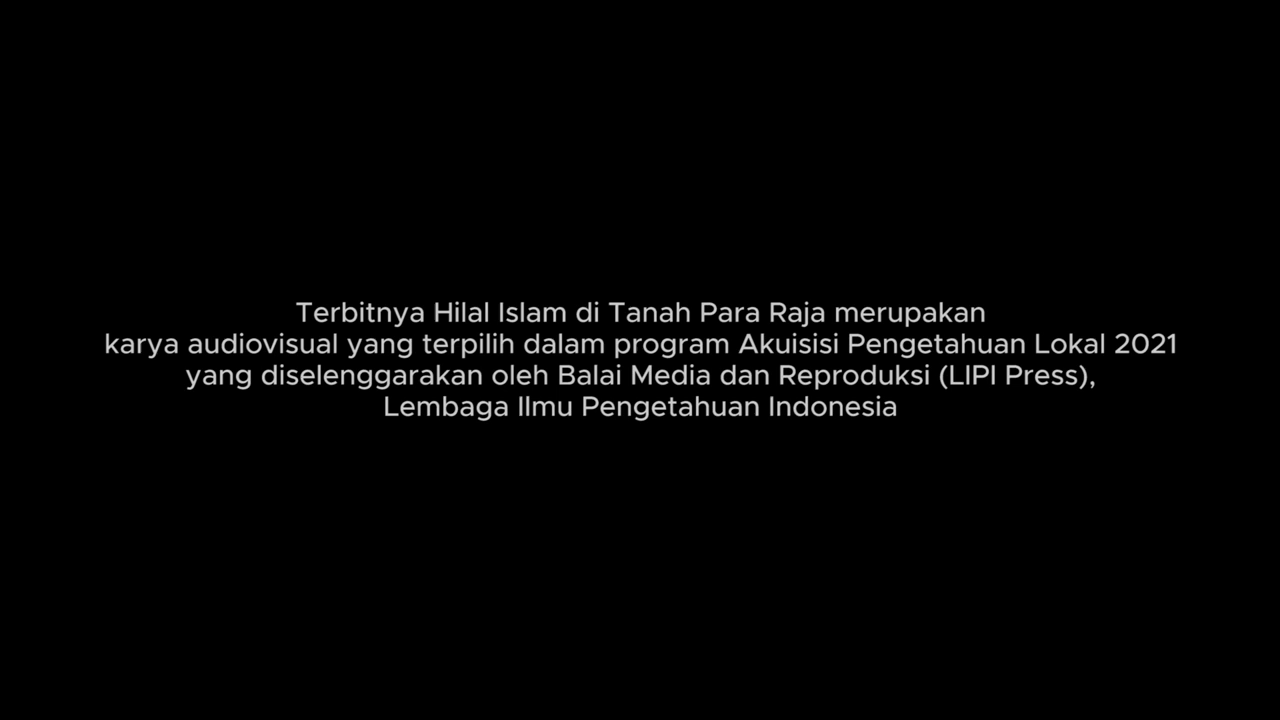 Terbitnya Hilal Islam di Tanah Para Raja merupakan
karya audiovisual yang terpilih dalam program Akuisisi Pengetahuan Lokal 2021
yang diselenggarakan oleh Balai Media dan Reproduksi (LIPI Press),
Lembaga Ilmu Pengetahuan Indonesia